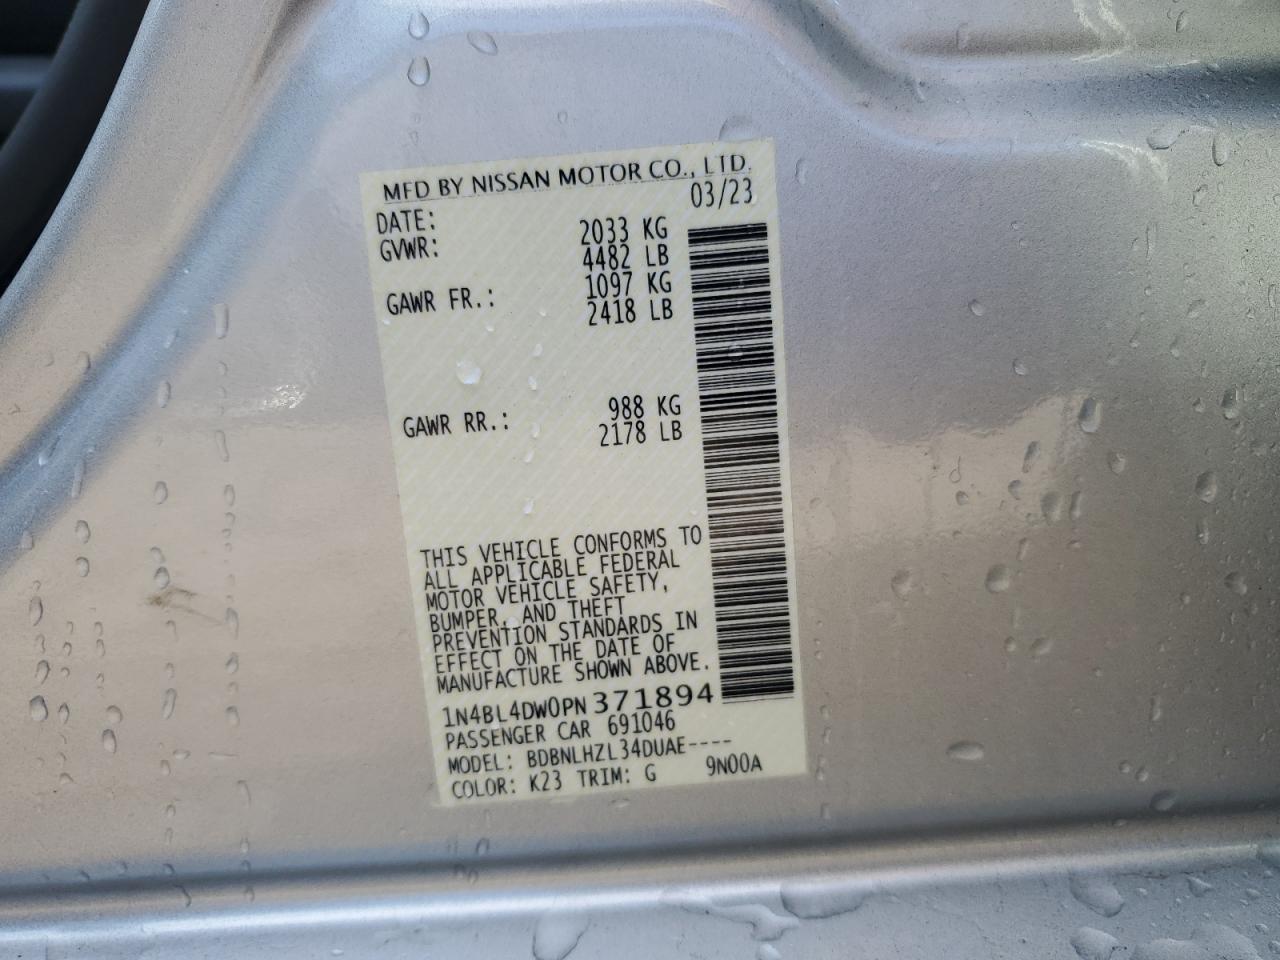 MFD BY NISSAN MOTOR CO., LTD.
DATE: 03/23
GVWR: 2033 KG
4482 LB
GAWR FR.: 1097 KG
2418 LB
GAWR RR.: 988 KG
2178 LB
THIS VEHICLE CONFORMS TO
ALL APPLICABLE FEDERAL
MOTOR VEHICLE SAFETY,
BUMPER, AND THEFT
PREVENTION STANDARDS IN
EFFECT ON THE DATE OF
MANUFACTURE SHOWN ABOVE.
1N4BL4DW0PN371894
PASSENGER CAR 691046
MODEL: BDBNLHZL34DUAE----
COLOR: K23 TRIM: G 9N00A